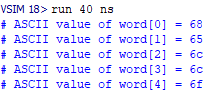 VSIM 18> run 40 ns
# ASCII value of word[0] = 68
# ASCII value of word[1] = 65
# ASCII value of word[2] = 6c
# ASCII value of word[3] = 6c
# ASCII value of word[4] = 6f